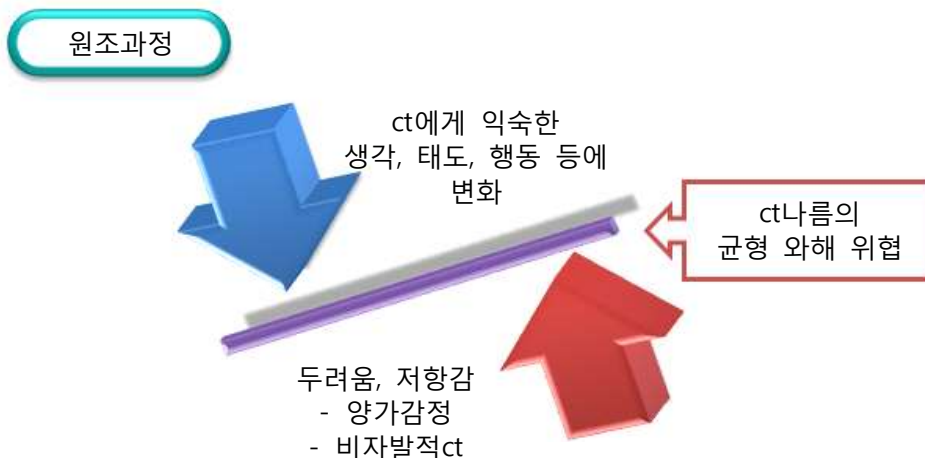 원조과정
ct에게 익숙한
생각, 태도, 행동 등에
변화
ct나름의
균형 와해 위협
두려움, 저항감
- 양가감정
- 비자발적ct